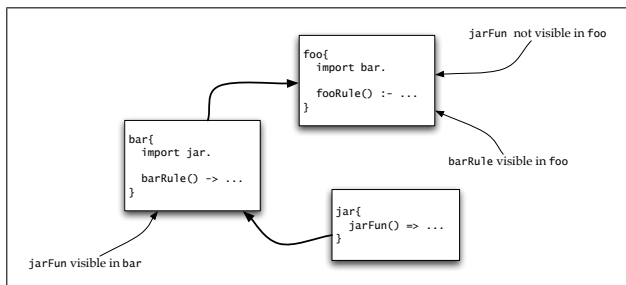 jarFun not visible in foo
foo{
import bar.
fooRule() :- ...
}
bar{
import jar.
barRule() -> ...
}
barRule visible in foo
jar{
jarFun() => ...
}
jarFun visible in bar